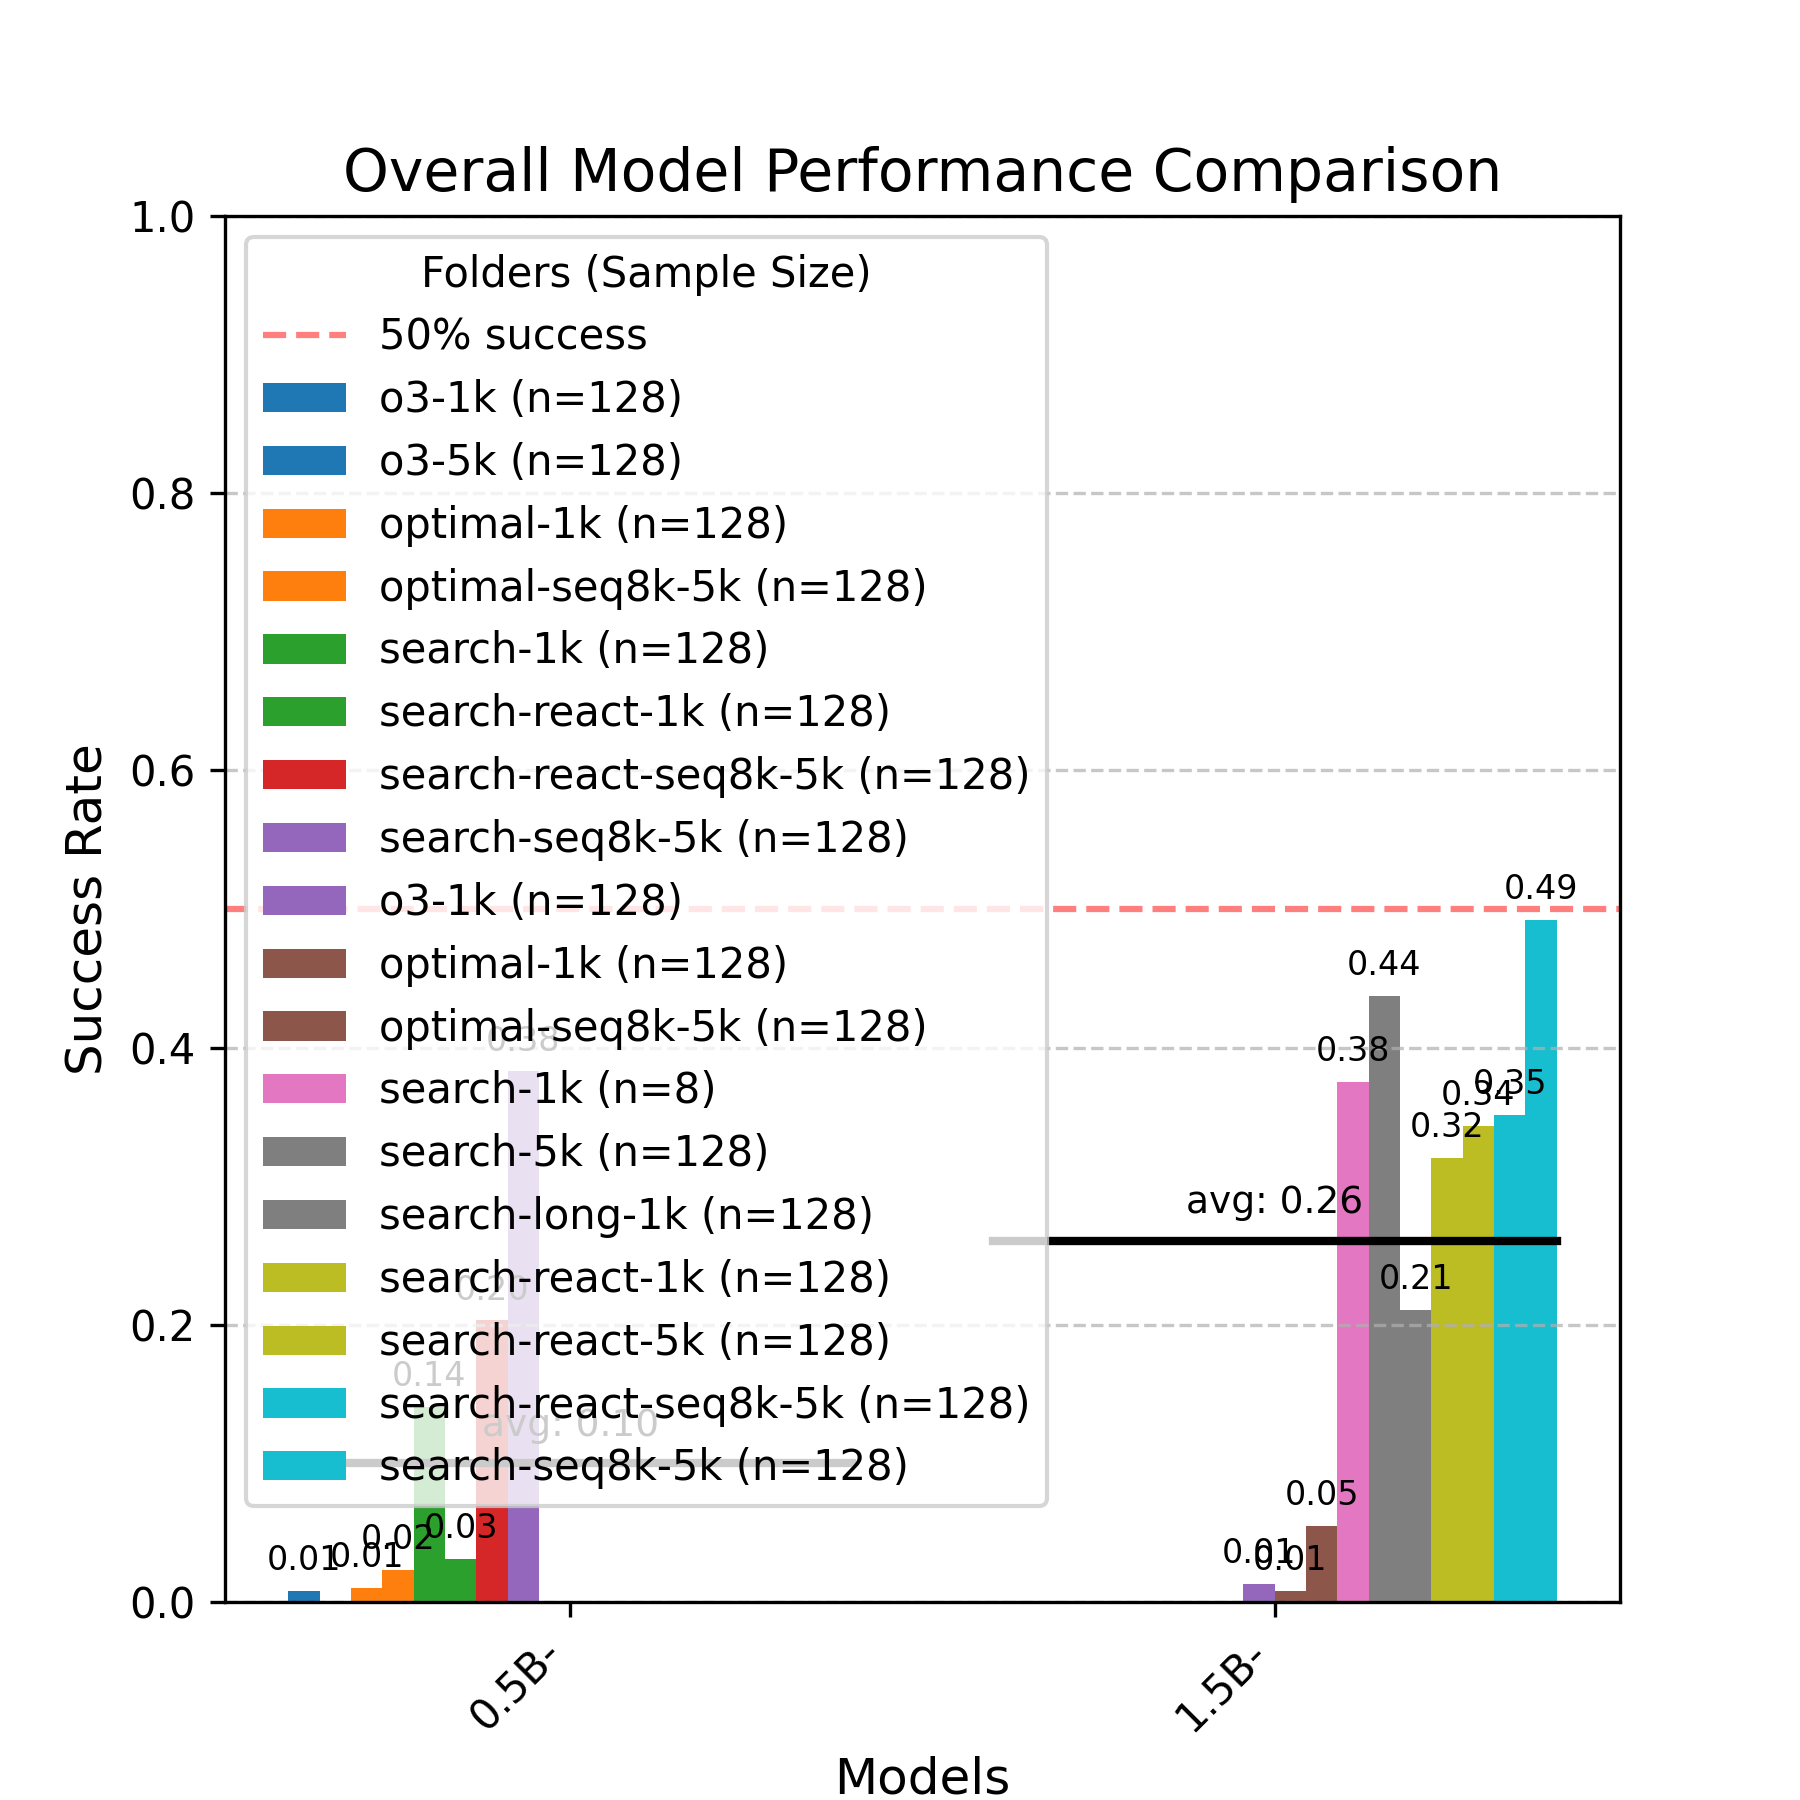 Overall Model Performance Comparison
1.0
0.8
0.6
0.4
0.2
0.0
Success Rate
Folders (Sample Size)
50% success
o3-1k (n=128)
o3-5k (n=128)
optimal-1k (n=128)
optimal-seq8k-5k (n=128)
search-1k (n=128)
search-react-1k (n=128)
search-react-seq8k-5k (n=128)
search-seq8k-5k (n=128)
o3-1k (n=128)
optimal-1k (n=128)
optimal-seq8k-5k (n=128)
search-1k (n=8)
search-5k (n=128)
search-long-1k (n=128)
search-react-1k (n=128)
search-react-5k (n=128)
search-react-seq8k-5k (n=128)
search-seq8k-5k (n=128)
0.01
0.01
0.02
0.14
0.03
0.20
0.38
avg: 0.10
0.01
0.01
0.05
0.38
0.44
0.21
0.32
0.34
0.35
0.49
avg: 0.26
0.5B-
1.5B-
Models